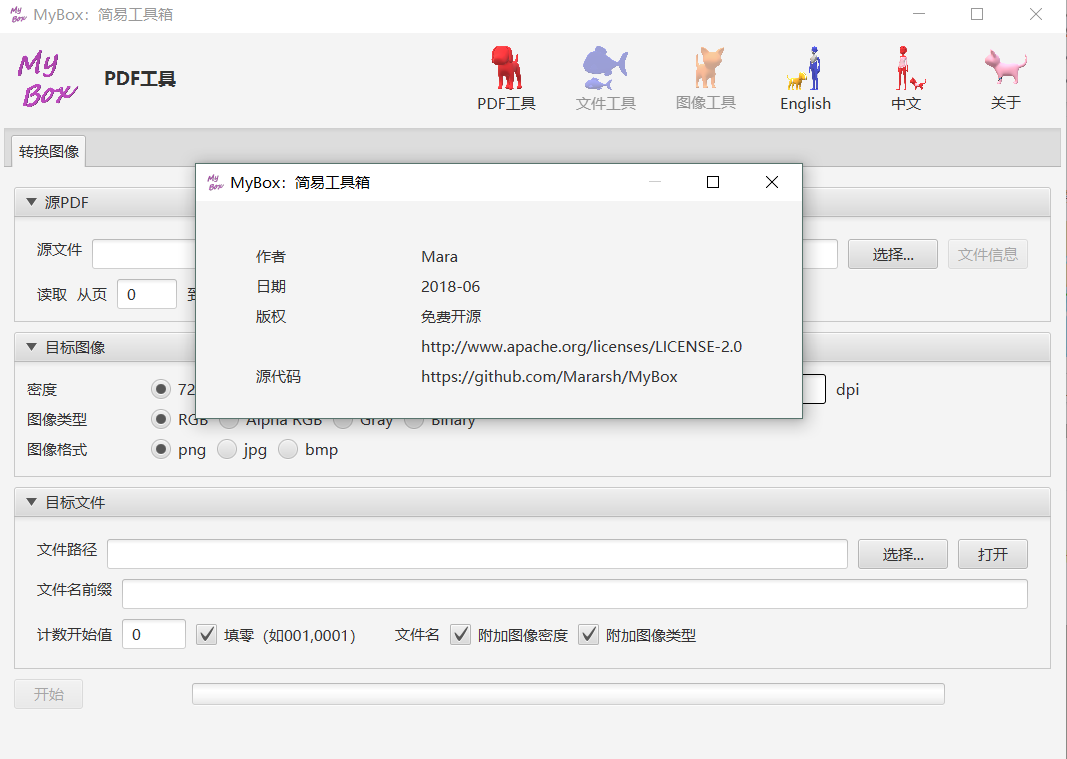 MyBox：简易工具箱
My Box
PDF工具
PDF工具 文件工具 图像工具 English 中文 关于
转换图像
MyBox：简易工具箱
作者 Mara
日期 2018-06
版权 免费开源
http://www.apache.org/licenses/LICENSE-2.0
源代码 https://github.com/Mararsh/MyBox
源PDF
源文件 选择... 文件信息
读取 从页 0 到
目标图像
密度 72 dpi
图像类型 RGB Alpha RGB Gray Binary
图像格式 png jpg bmp
目标文件
文件路径 选择... 打开
文件名前缀
计数开始值 0 填零（如001,0001） 文件名 附加图像密度 附加图像类型
开始